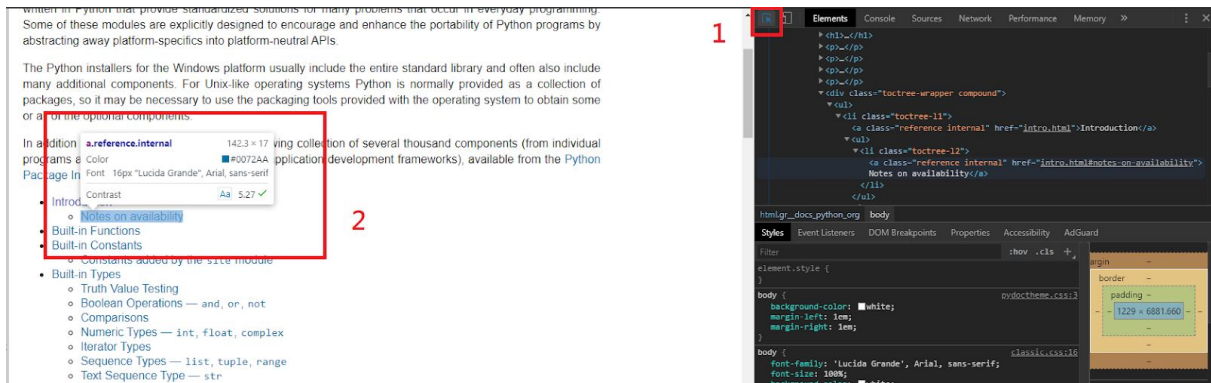 written in Python that provide standardized solutions for many problems that occur in everyday programming.
Some of these modules are explicitly designed to encourage and enhance the portability of Python programs by
abstracting away platform-specifics into platform-neutral APIs.
The Python installers for the Windows platform usually include the entire standard library and often also include
many additional components. For Unix-like operating systems Python is normally provided as a collection of
packages, so it may be necessary to use the packaging tools provided with the operating system to obtain some
or all of the optional components.
In addition
ving collection of several thousand components (from individual
programs a
pplication development frameworks), available from the Python
Package In
a.reference.internal 142.3 × 17
Color #0072AA
Font 16px "Lucida Grande", Arial, sans-serif
Contrast Aa 5.27 ✓
Introd
Notes on availability
Built-in Functions
Built-in Constants
Constants added by the site module
Built-in Types
Truth Value Testing
Boolean Operations — and, or, not
Comparisons
Numeric Types — int, float, complex
Iterator Types
Sequence Types — list, tuple, range
Text Sequence Type — str
2
1
Elements Console Sources Network Performance Memory »
<h1>…</h1>
<p>…</p>
<p>…</p>
<p>…</p>
<p>…</p>
<div class="toctree-wrapper compound">
<ul>
<li class="toctree-l1">
<a class="reference internal" href="intro.html">Introduction</a>
<ul>
<li class="toctree-l2">
<a class="reference internal" href="intro.html#notes-on-availability">
Notes on availability</a>
</li>
</ul>
html.gr__docs_python_org body
Styles Event Listeners DOM Breakpoints Properties Accessibility AdGuard
Filter :hov .cls +
element.style {
}
body { pydoctheme.css:3
background-color: white;
margin-left: 1em;
margin-right: 1em;
}
body { classic.css:16
font-family: 'Lucida Grande', Arial, sans-serif;
font-size: 100%;
argin –
border –
padding –
– – 1229 × 6881.660 – –
–
–
–